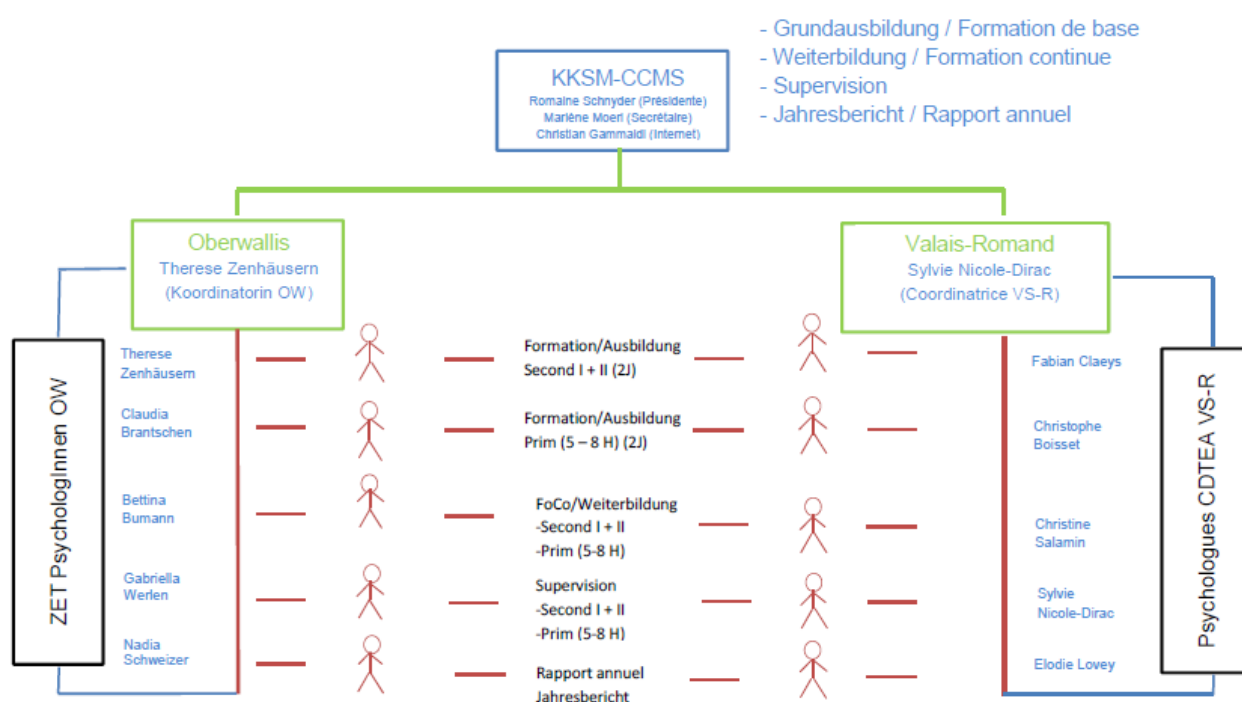 - Grundausbildung / Formation de base
- Weiterbildung / Formation continue
- Supervision
- Jahresbericht / Rapport annuel
KKSM-CCMS
Romaine Schnyder (Présidente)
Marlène Moerl (Secrétaire)
Christian Gammaldi (Internet)
Oberwallis
Therese Zenhäusern
(Koordinatorin OW)
Valais-Romand
Sylvie Nicole-Dirac
(Coordinatrice VS-R)
ZET PsychologInnen OW
Therese
Zenhäusern
Claudia
Brantschen
Bettina
Bumann
Gabriella
Werlen
Nadia
Schweizer
Formation/Ausbildung
Second I + II (2J)
Formation/Ausbildung
Prim (5 – 8 H) (2J)
FoCo/Weiterbildung
-Second I + II
-Prim (5-8 H)
Supervision
-Second I + II
-Prim (5-8 H)
Rapport annuel
Jahresbericht
Fabian Claeys
Christophe
Boisset
Christine
Salamin
Sylvie
Nicole-Dirac
Elodie Lovey
Psychologues CDTEA VS-R